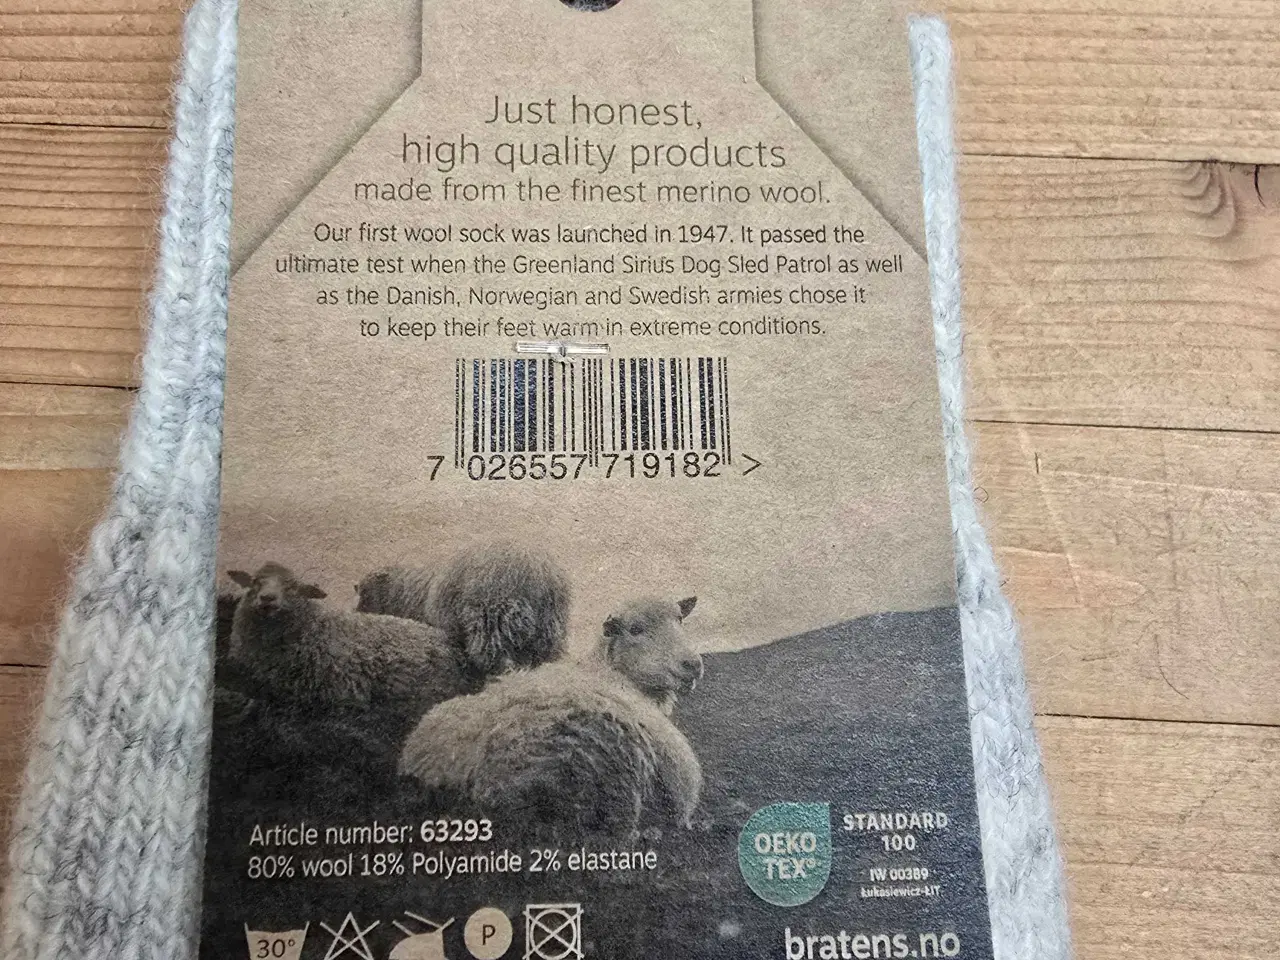 Just honest,
high quality products
made from the finest merino wool.
Our first wool sock was launched in 1947. It passed the
ultimate test when the Greenland Sirius Dog Sled Patrol as well
as the Danish, Norwegian and Swedish armies chose it
to keep their feet warm in extreme conditions.
7 026557 719182 >
Article number: 63293
80% wool 18% Polyamide 2% elastane
OEKO
TEX®
STANDARD
100
IW 00389
Łukasiewicz-ŁIT
30°
P
bratens.no